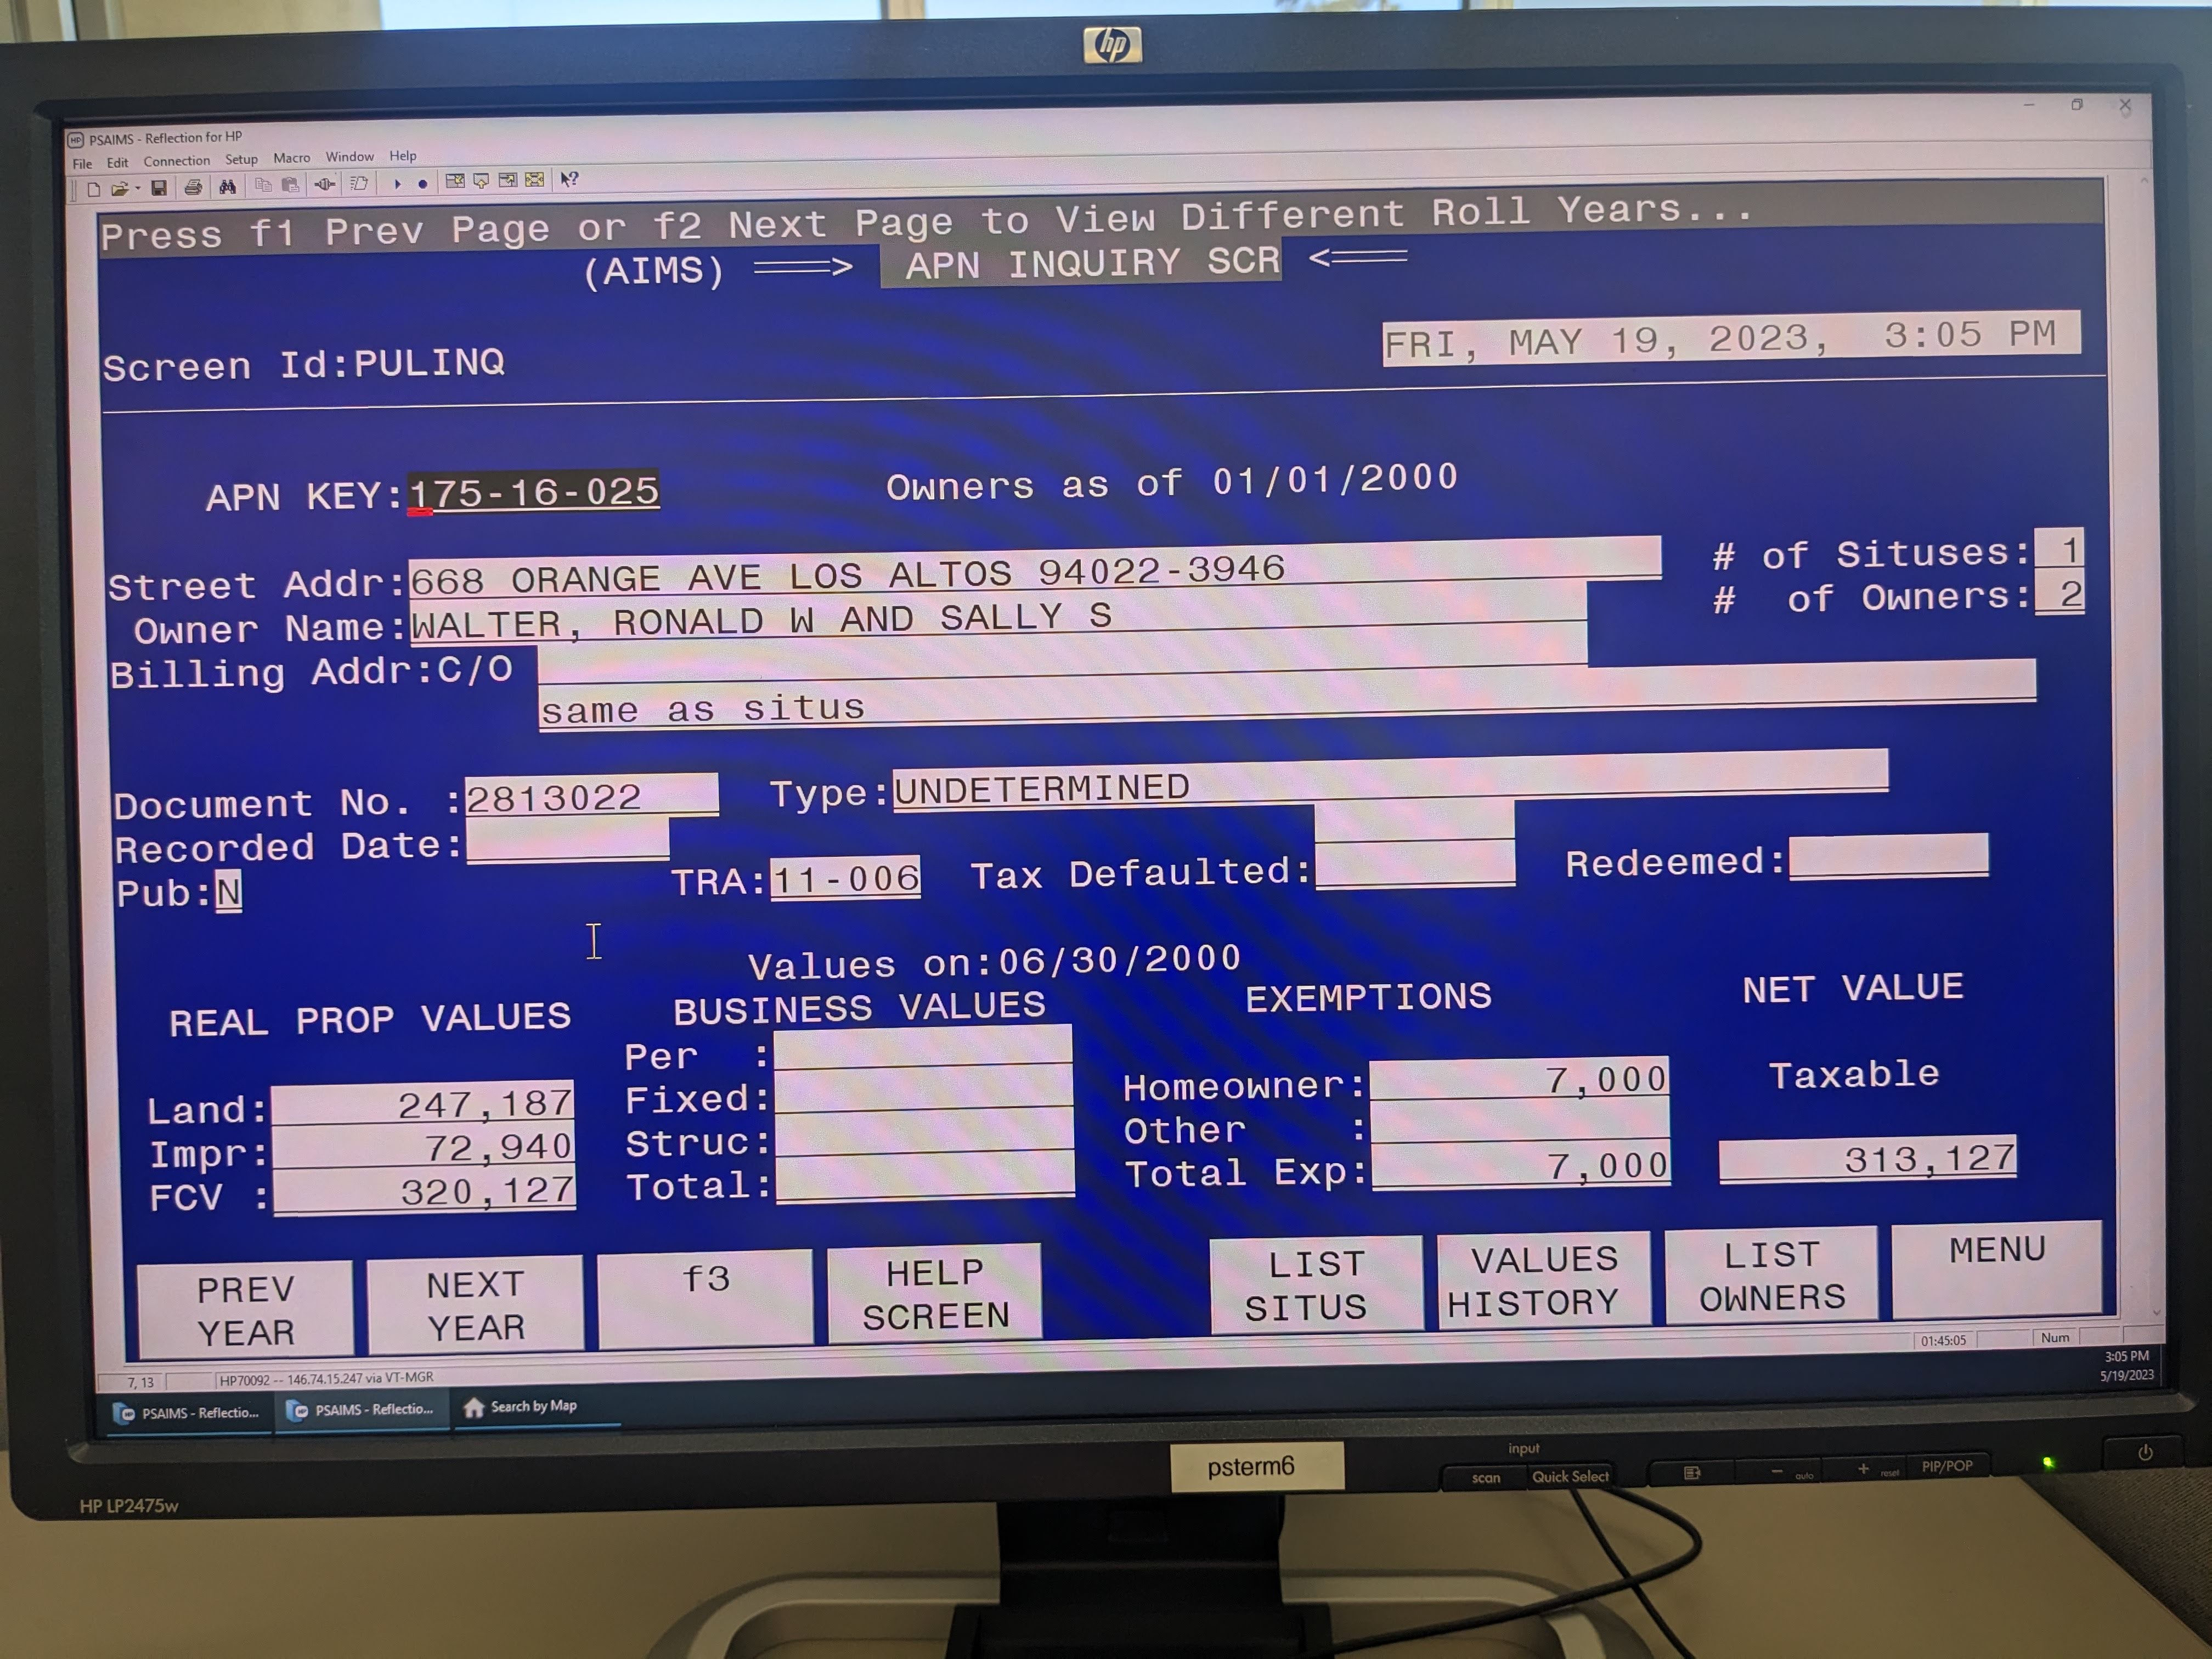 hp
PSAIMS - Reflection for HP
File Edit Connection Setup Macro Window Help
Press f1 Prev Page or f2 Next Page to View Different Roll Years...
(AIMS) ===> APN INQUIRY SCR <===
Screen Id:PULINQ
FRI, MAY 19, 2023, 3:05 PM
APN KEY:175-16-025 Owners as of 01/01/2000
Street Addr:668 ORANGE AVE LOS ALTOS 94022-3946 # of Situses: 1
Owner Name:WALTER, RONALD W AND SALLY S # of Owners: 2
Billing Addr:C/O
same as situs
Document No. :2813022 Type:UNDETERMINED
Recorded Date:
Pub:N TRA:11-006 Tax Defaulted: Redeemed:
Values on:06/30/2000
REAL PROP VALUES BUSINESS VALUES EXEMPTIONS NET VALUE
Per :
Land: 247,187 Fixed: Homeowner: 7,000 Taxable
Impr: 72,940 Struc: Other :
FCV : 320,127 Total: Total Exp: 7,000 313,127
PREV YEAR NEXT YEAR f3 HELP SCREEN LIST SITUS VALUES HISTORY LIST OWNERS MENU
01:45:05 Num
7, 13 HP70092 -- 146.74.15.247 via VT-MGR
3:05 PM
5/19/2023
PSAIMS - Reflectio... PSAIMS - Reflectio... Search by Map
HP LP2475w
psterm6
input
scan Quick Select
- auto + reset PIP/POP